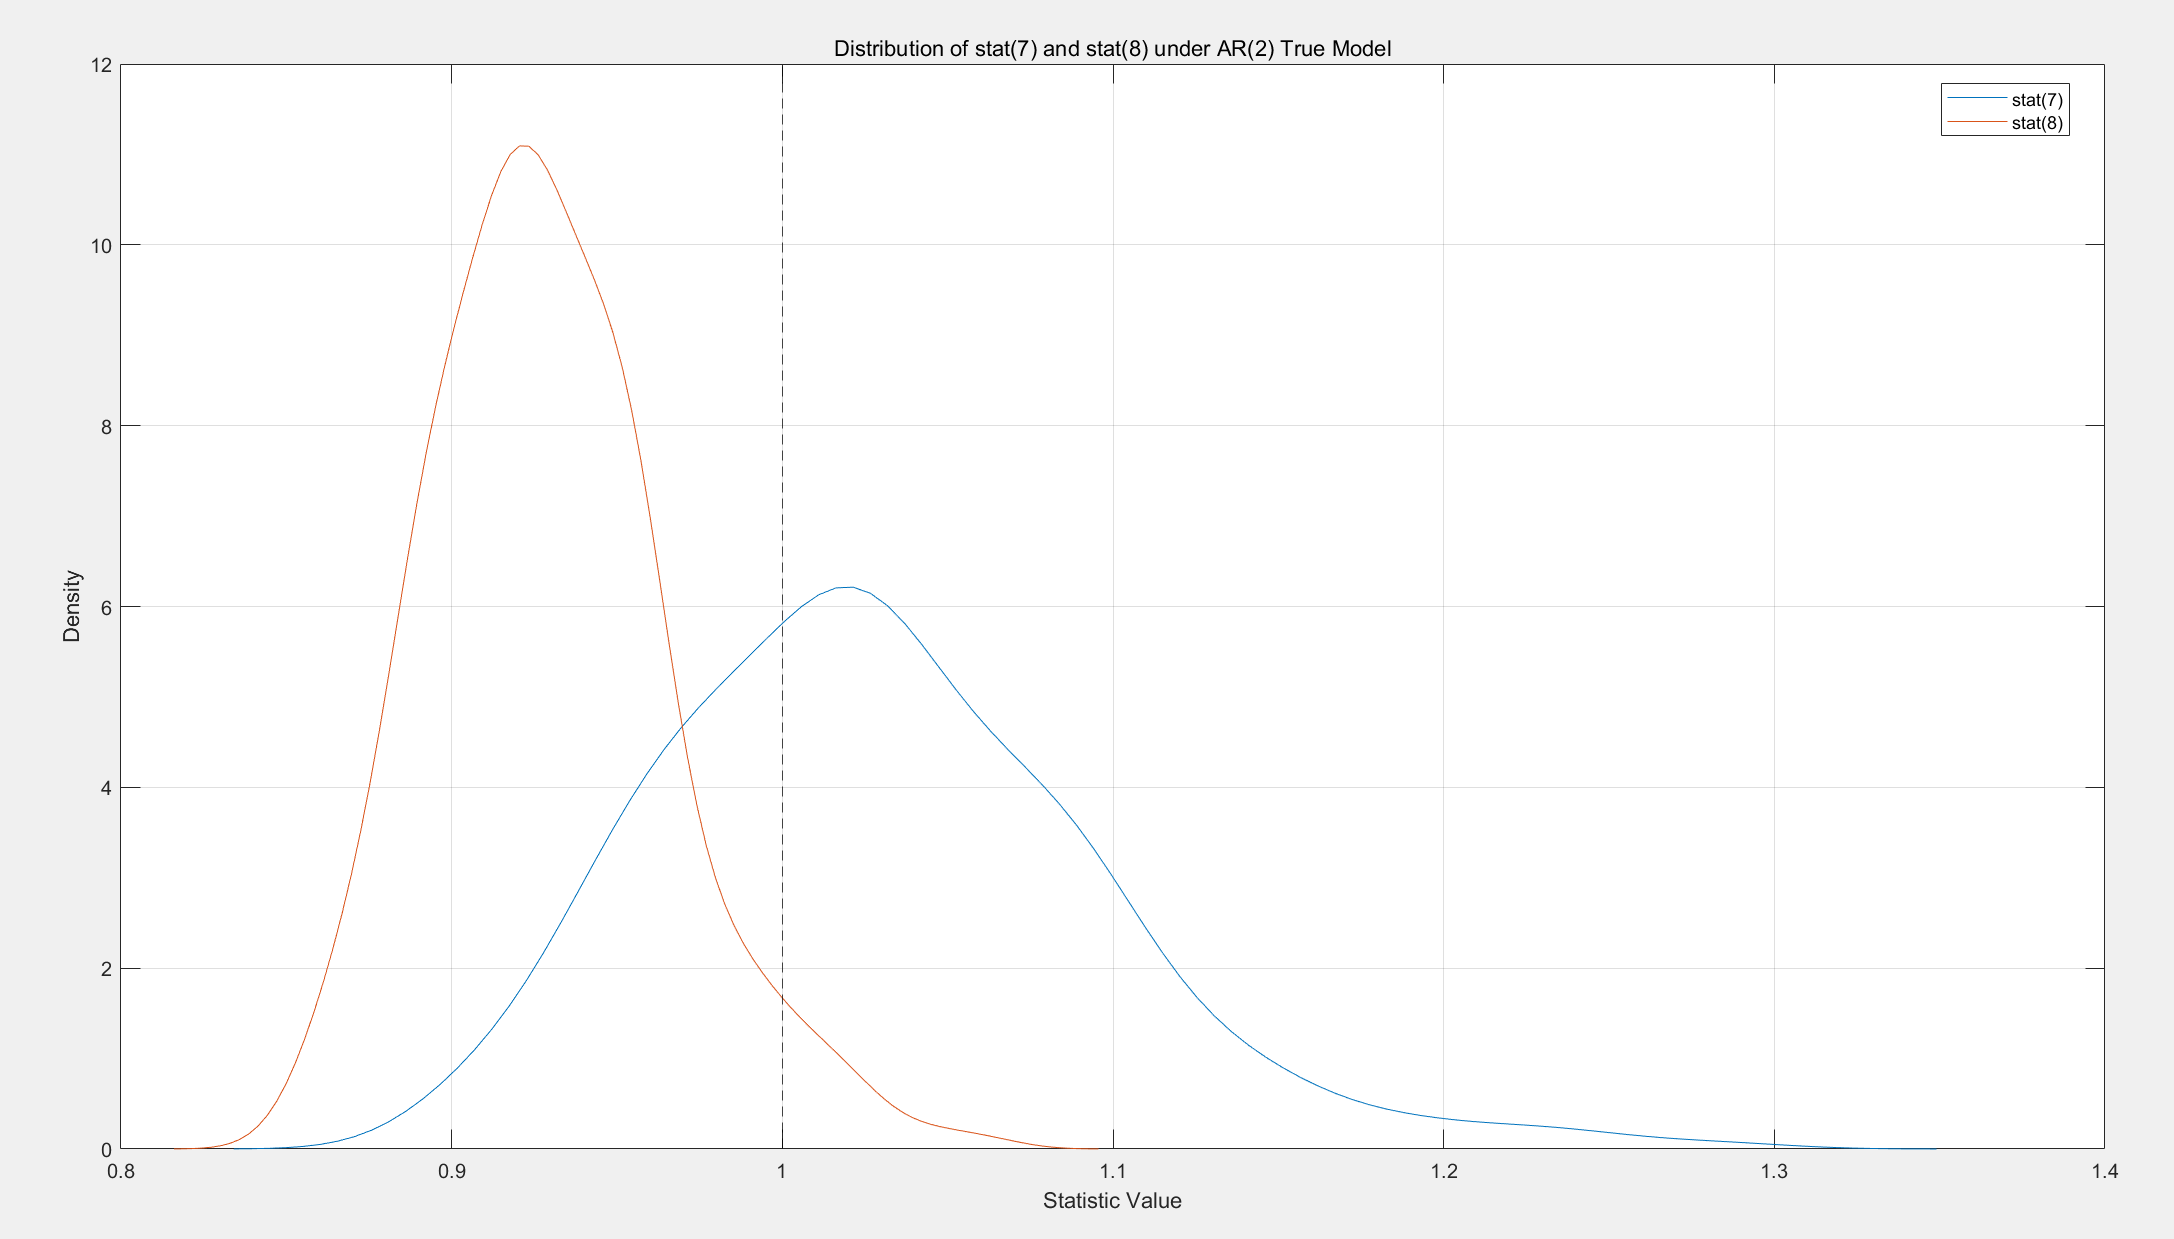 Distribution of stat(7) and stat(8) under AR(2) True Model
12
10
8
6
4
2
0
Density
stat(7)
stat(8)
0.8 0.9 1 1.1 1.2 1.3 1.4
Statistic Value